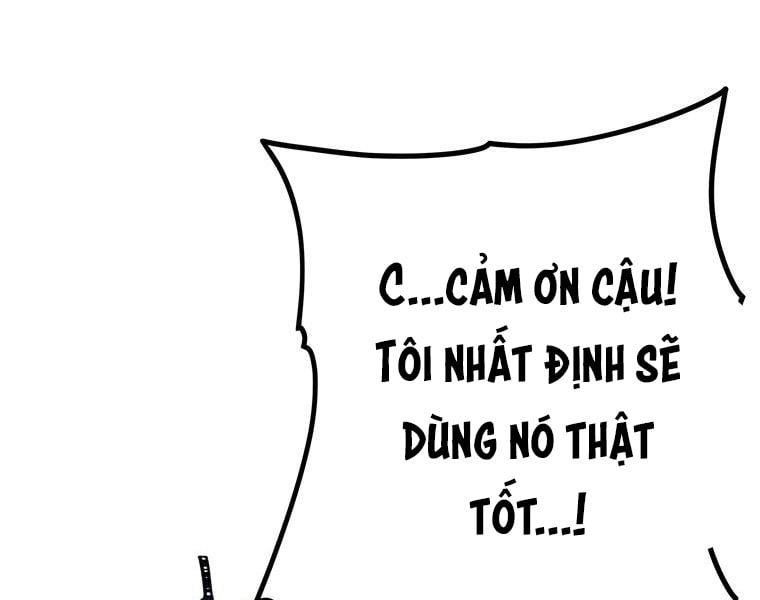 C...CẢM ƠN CẬU!
TÔI NHẤT ĐỊNH SẼ
DÙNG NÓ THẬT
TỐT...!